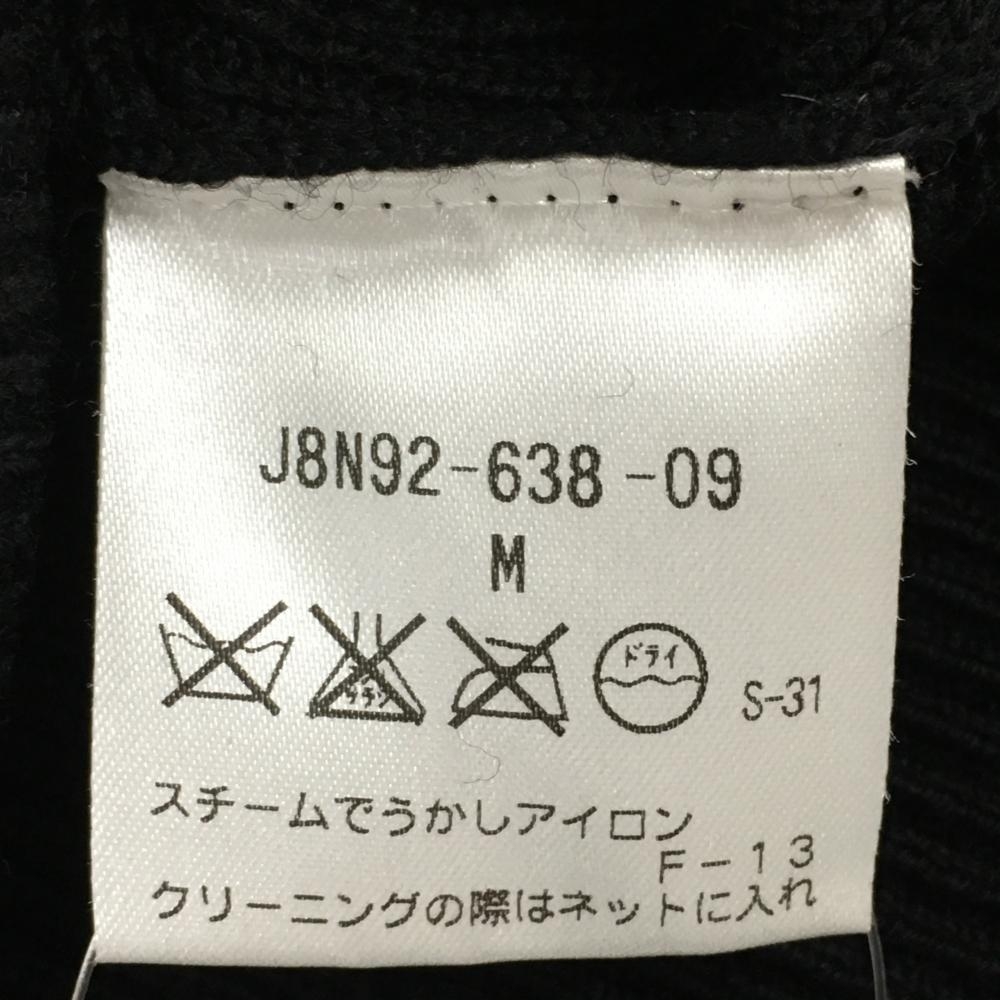 J8N92-638-09
M
ドライ S-31
スチームでうかしアイロン
F-13
クリーニングの際はネットに入れ